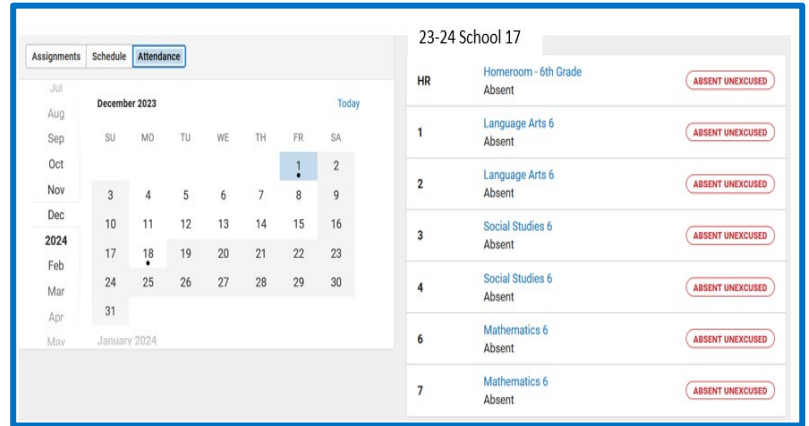 23-24 School 17
Assignments Schedule Attendance
Jul
Aug
Sep
Oct
Nov
Dec
2024
Feb
Mar
Apr
May
December 2023 Today
SU MO TU WE TH FR SA
1 2
3 4 5 6 7 8 9
10 11 12 13 14 15 16
17 18 19 20 21 22 23
24 25 26 27 28 29 30
31
January 2024
HR Homeroom - 6th Grade ABSENT UNEXCUSED
Absent
1 Language Arts 6 ABSENT UNEXCUSED
Absent
2 Language Arts 6 ABSENT UNEXCUSED
Absent
3 Social Studies 6 ABSENT UNEXCUSED
Absent
4 Social Studies 6 ABSENT UNEXCUSED
Absent
6 Mathematics 6 ABSENT UNEXCUSED
Absent
7 Mathematics 6 ABSENT UNEXCUSED
Absent